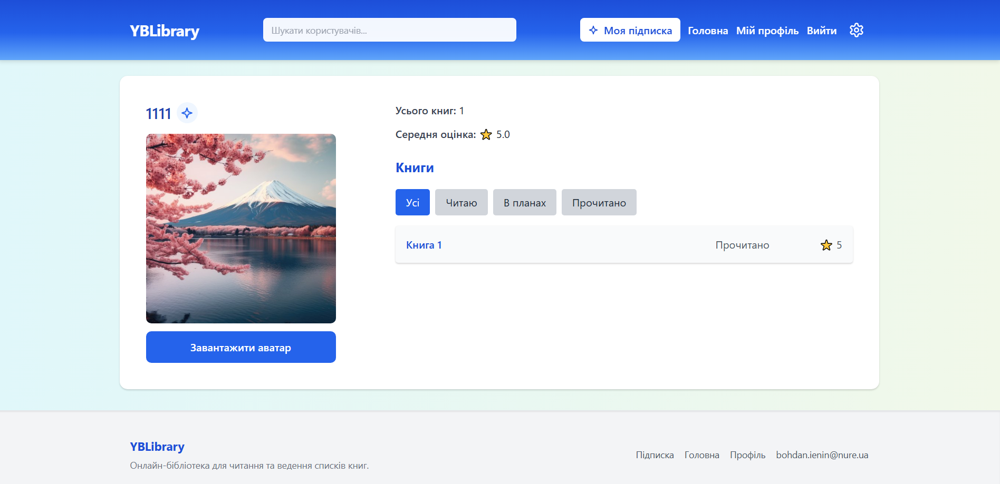 YBLibrary
Шукати користувачів...
Моя підписка
Головна
Мій профіль
Вийти
1111
Завантажити аватар
Усього книг: 1
Середня оцінка: 5.0
Книги
Усі
Читаю
В планах
Прочитано
Книга 1
Прочитано
5
YBLibrary
Онлайн-бібліотека для читання та ведення списків книг.
Підписка
Головна
Профіль
bohdan.ienin@nure.ua